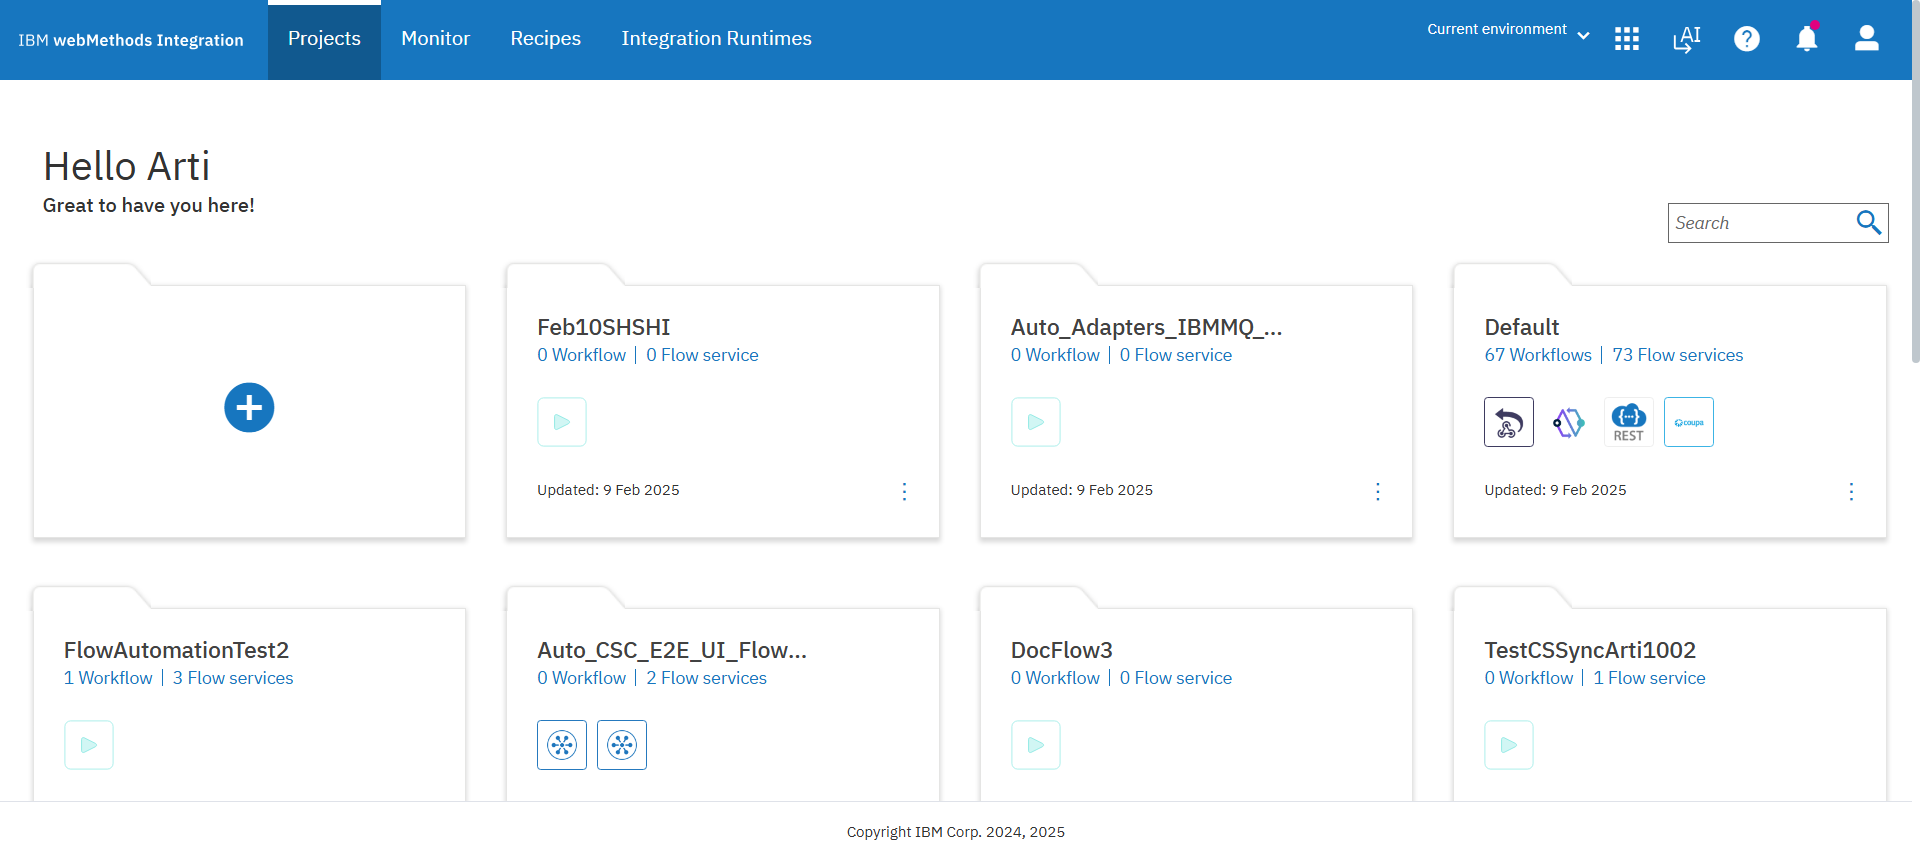 IBM webMethods Integration
Projects
Monitor
Recipes
Integration Runtimes
Current environment
AI
?
Hello Arti
Great to have you here!
Search
Feb10SHSHI
0 Workflow | 0 Flow service
Updated: 9 Feb 2025
Auto_Adapters_IBMMQ_...
0 Workflow | 0 Flow service
Updated: 9 Feb 2025
Default
67 Workflows | 73 Flow services
{...}
REST
coupa
Updated: 9 Feb 2025
FlowAutomationTest2
1 Workflow | 3 Flow services
Auto_CSC_E2E_UI_Flow...
0 Workflow | 2 Flow services
DocFlow3
0 Workflow | 0 Flow service
TestCSSyncArti1002
0 Workflow | 1 Flow service
Copyright IBM Corp. 2024, 2025